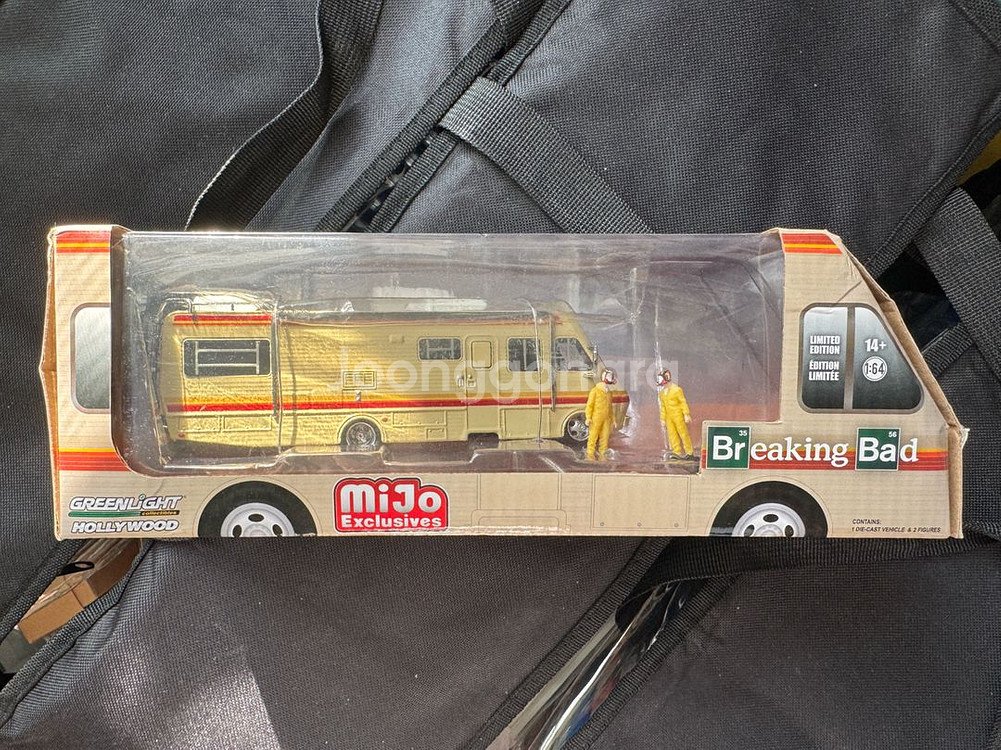 LIMITED
EDITION
ÉDITION
LIMITÉE
14+
1:64
Joonggonara
35
56
Breaking Bad
GREENLIGHT
collectibles
HOLLYWOOD
MiJo
Exclusives
CONTAINS:
1 DIE-CAST VEHICLE & 2 FIGURES